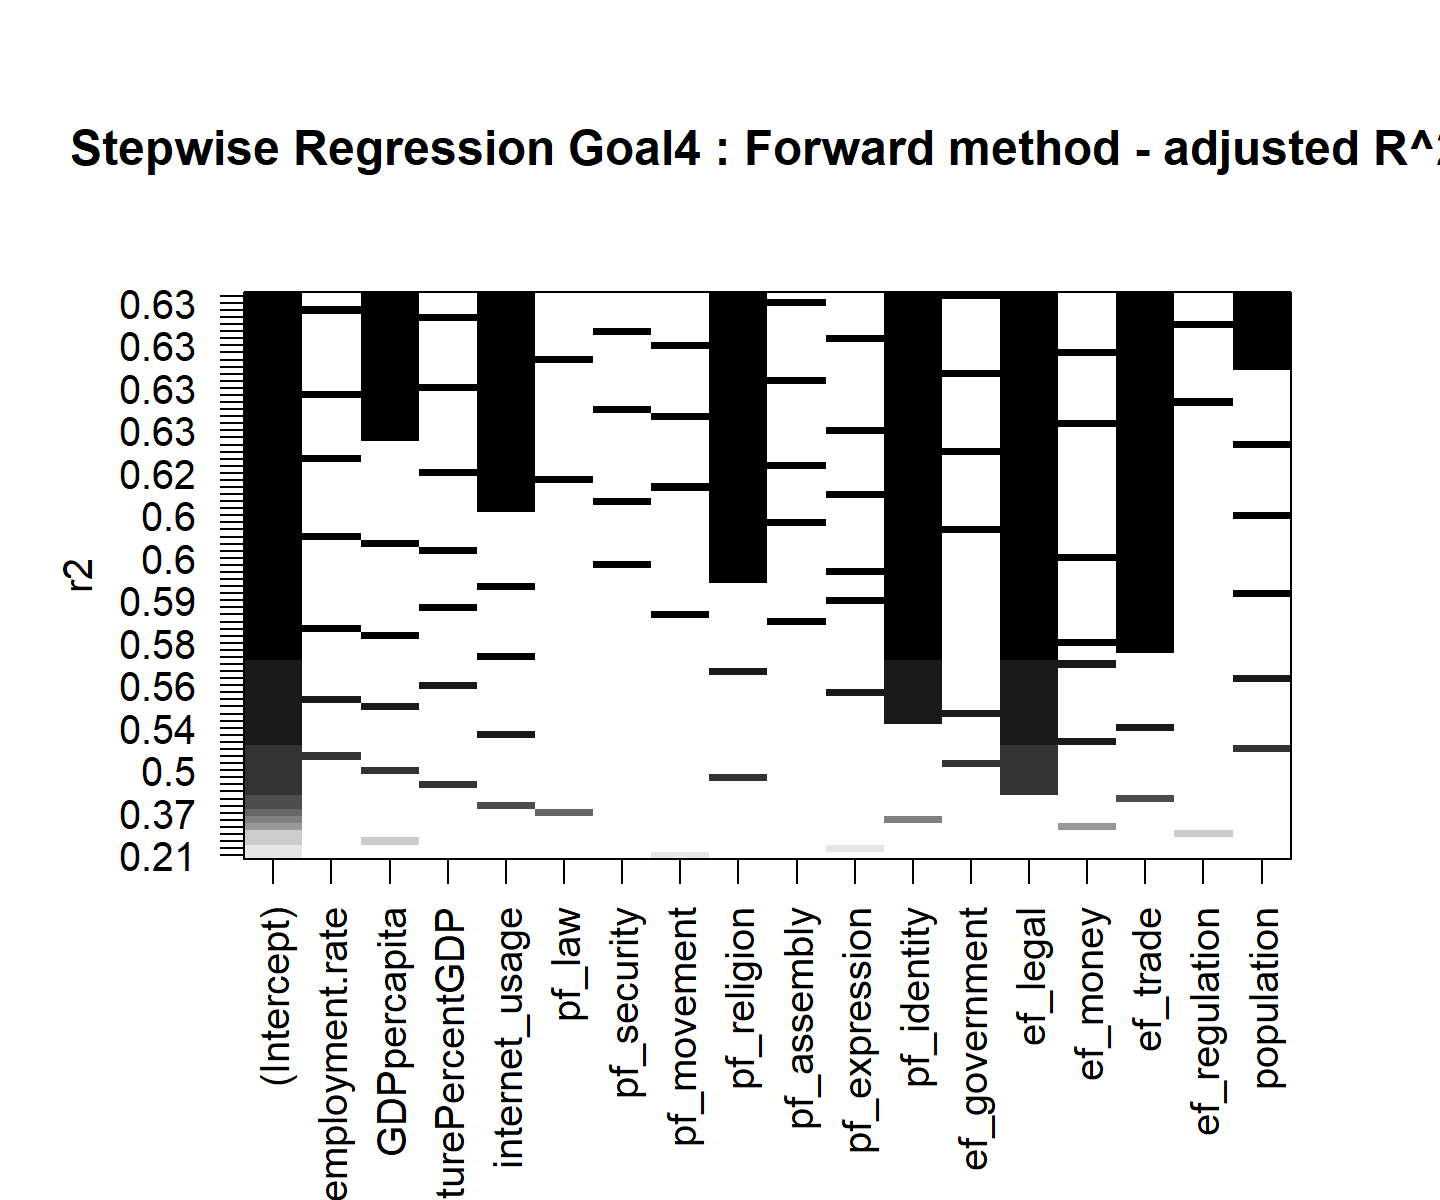 Stepwise Regression Goal4 : Forward method - adjusted R^
r2
0.63
0.63
0.63
0.63
0.62
0.6
0.6
0.59
0.58
0.56
0.54
0.5
0.37
0.21
(Intercept)
employment.rate
GDPpercapita
turePercentGDP
internet_usage
pf_law
pf_security
pf_movement
pf_religion
pf_assembly
pf_expression
pf_identity
ef_government
ef_legal
ef_money
ef_trade
ef_regulation
population